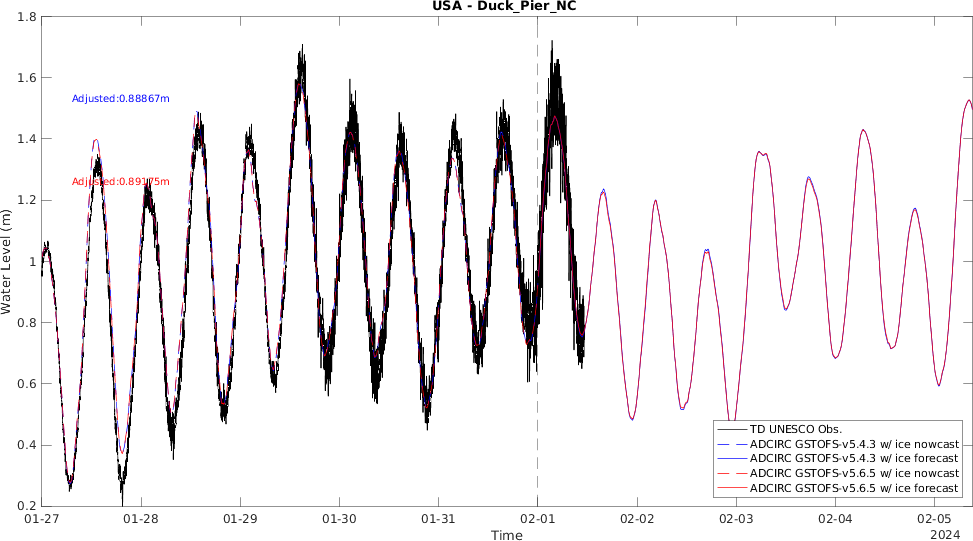 USA - Duck_Pier_NC
1.8
1.6
1.4
1.2
1
0.8
0.6
0.4
0.2
Water Level (m)
Adjusted:0.88867m
Adjusted:0.89175m
TD UNESCO Obs.
ADCIRC GSTOFS-v5.4.3 w/ ice nowcast
ADCIRC GSTOFS-v5.4.3 w/ ice forecast
ADCIRC GSTOFS-v5.6.5 w/ ice nowcast
ADCIRC GSTOFS-v5.6.5 w/ ice forecast
01-27 01-28 01-29 01-30 01-31 02-01 02-02 02-03 02-04 02-05
2024
Time